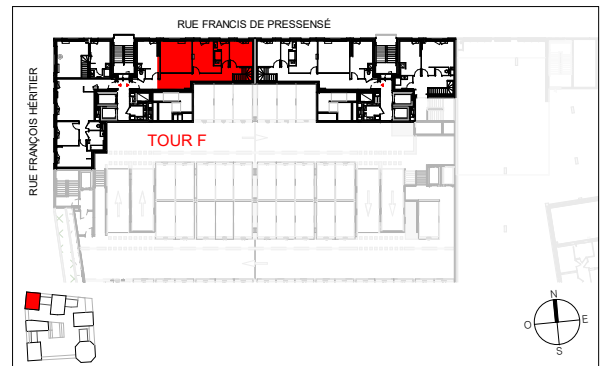 RUE FRANCIS DE PRESSENSÉ
RUE FRANÇOIS HÉRITIER
TOUR F
N
O
E
S